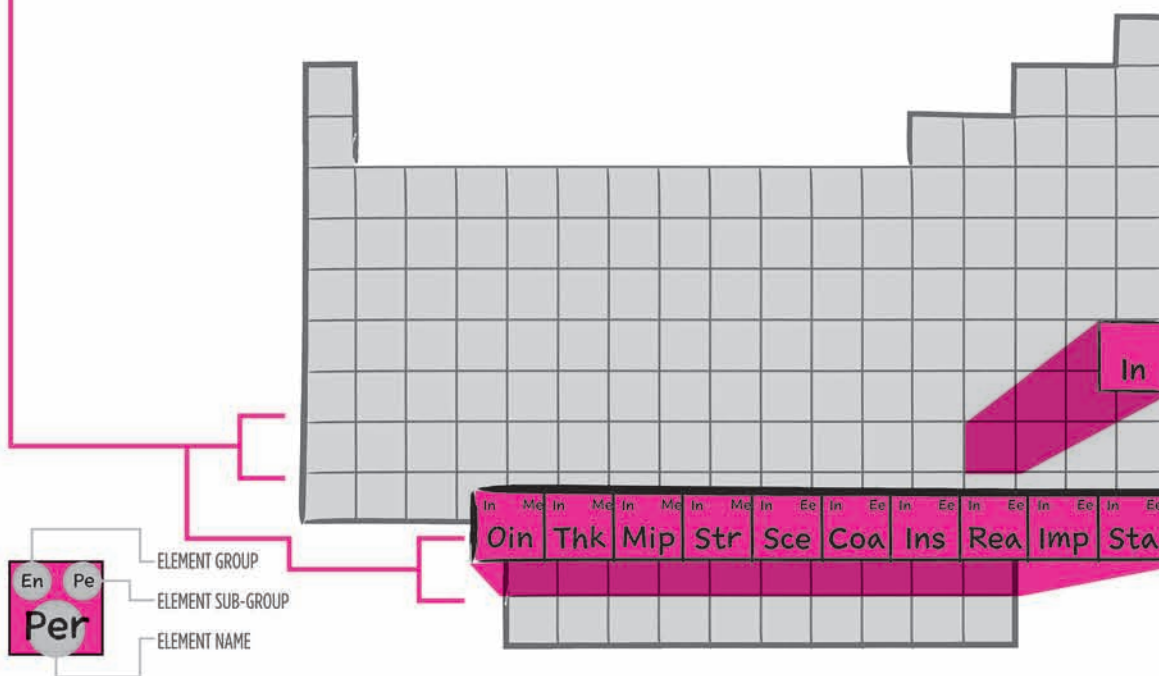 In
In Me In Me In Me In Me In Ee In Ee In Ee In Ee In Ee In Ee
Oin Thk Mip Str Sce Coa Ins Rea Imp Sta
En Pe
Per
ELEMENT GROUP
ELEMENT SUB-GROUP
ELEMENT NAME